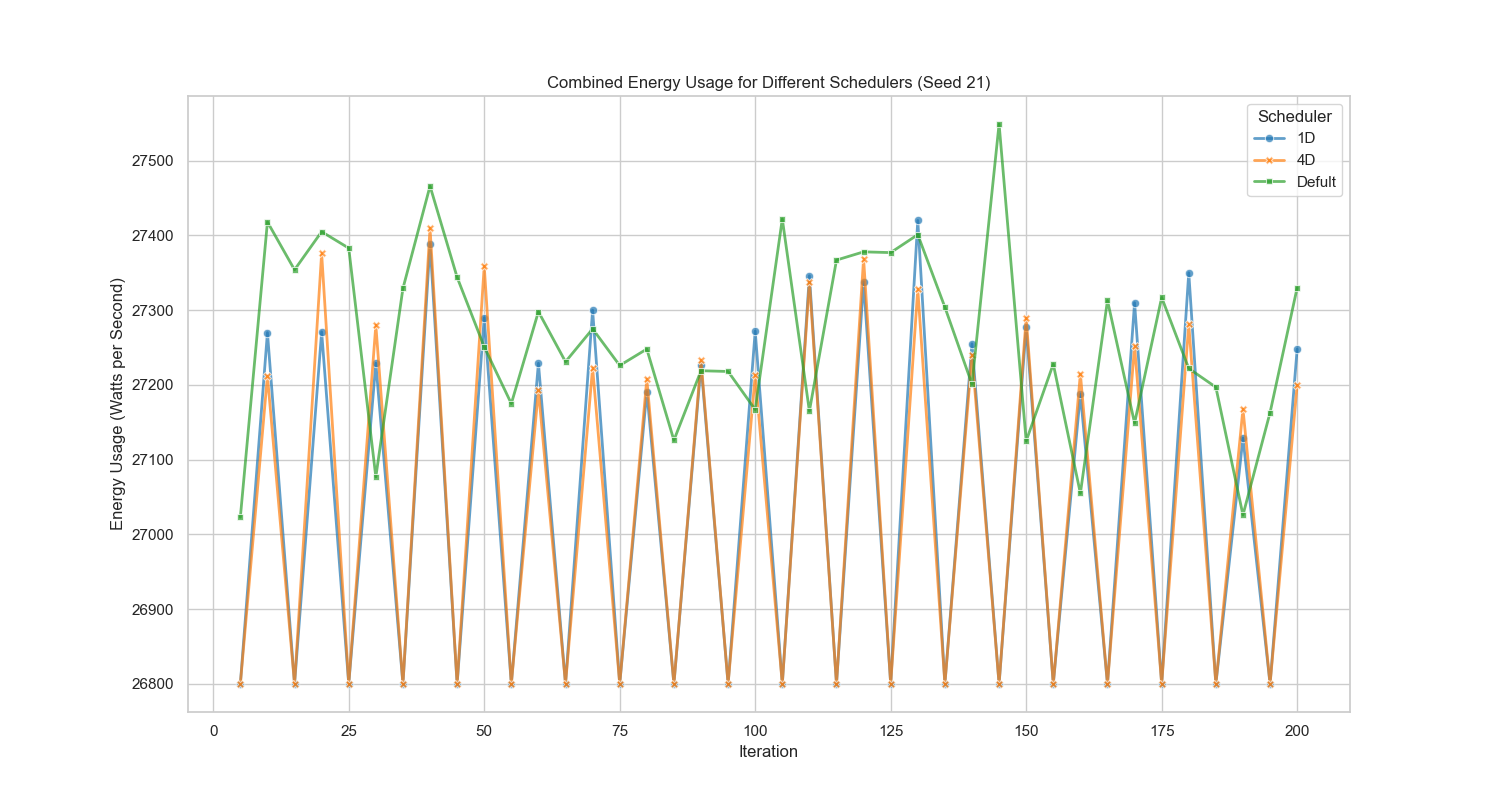 Combined Energy Usage for Different Schedulers (Seed 21)
Scheduler
1D
4D
Defult
Energy Usage (Watts per Second)
27500
27400
27300
27200
27100
27000
26900
26800
0 25 50 75 100 125 150 175 200
Iteration